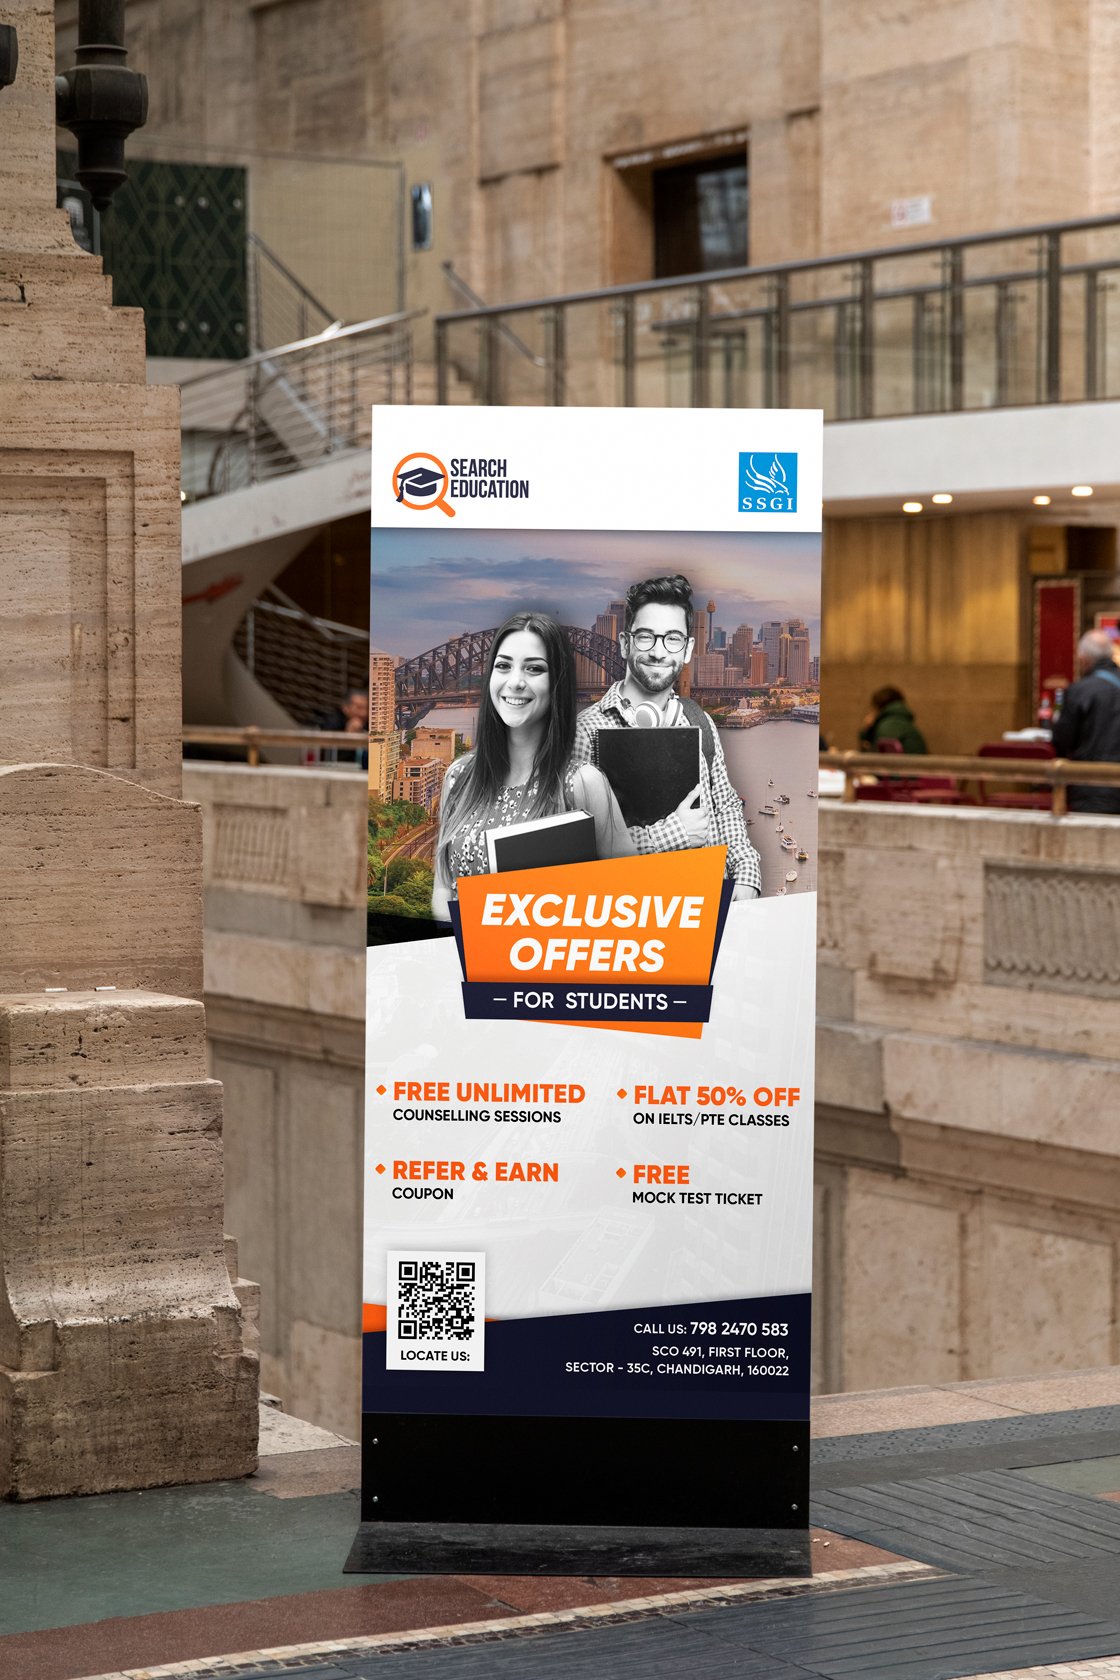 SEARCH
EDUCATION
SSGI
EXCLUSIVE
OFFERS
– FOR STUDENTS –
FREE UNLIMITED
COUNSELLING SESSIONS
FLAT 50% OFF
ON IELTS/PTE CLASSES
REFER & EARN
COUPON
FREE
MOCK TEST TICKET
LOCATE US:
CALL US: 798 2470 583
SCO 491, FIRST FLOOR,
SECTOR - 35C, CHANDIGARH, 160022